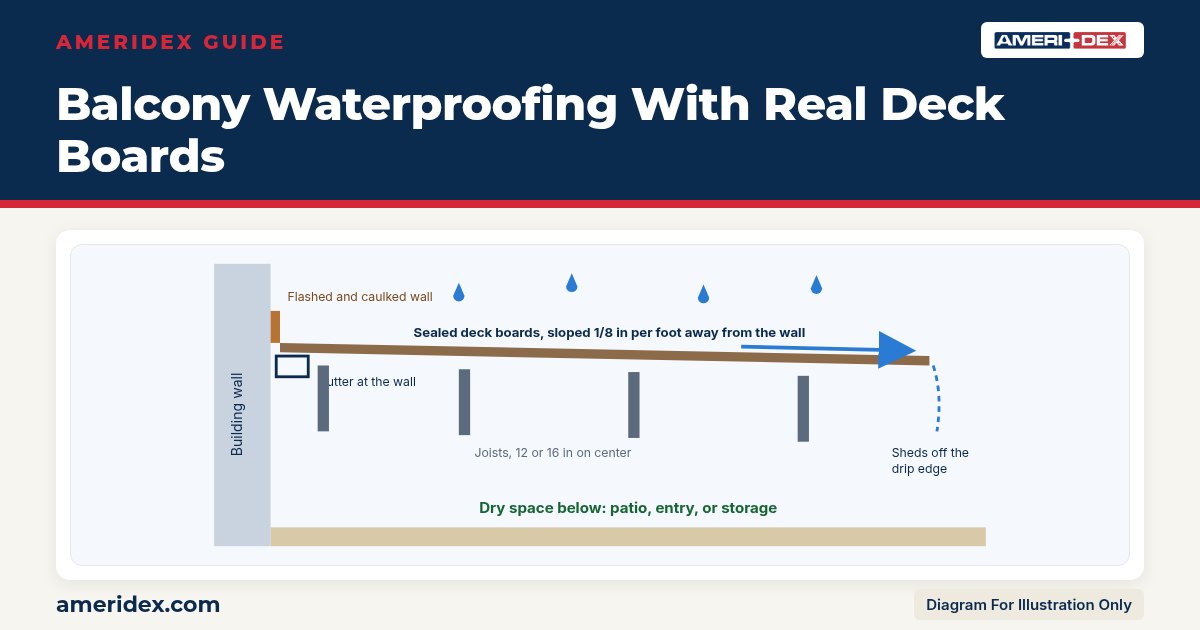 AMERIDEX GUIDE
AMERI-DEX
Balcony Waterproofing With Real Deck
Boards
Flashed and caulked wall
Sealed deck boards, sloped 1/8 in per foot away from the wall
utter at the wall
Building wall
Joists, 12 or 16 in on center
Sheds off the
drip edge
Dry space below: patio, entry, or storage
ameridex.com
Diagram For Illustration Only